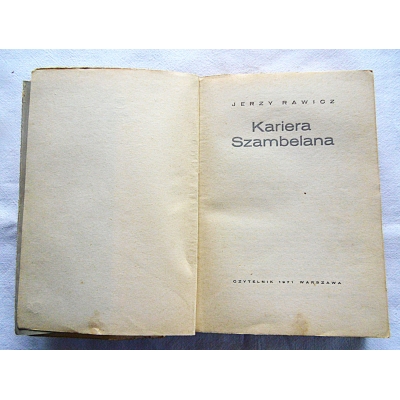 JERZY RAWICZ
Kariera
Szambelana
CZYTELNIK 1971 WARSZAWA